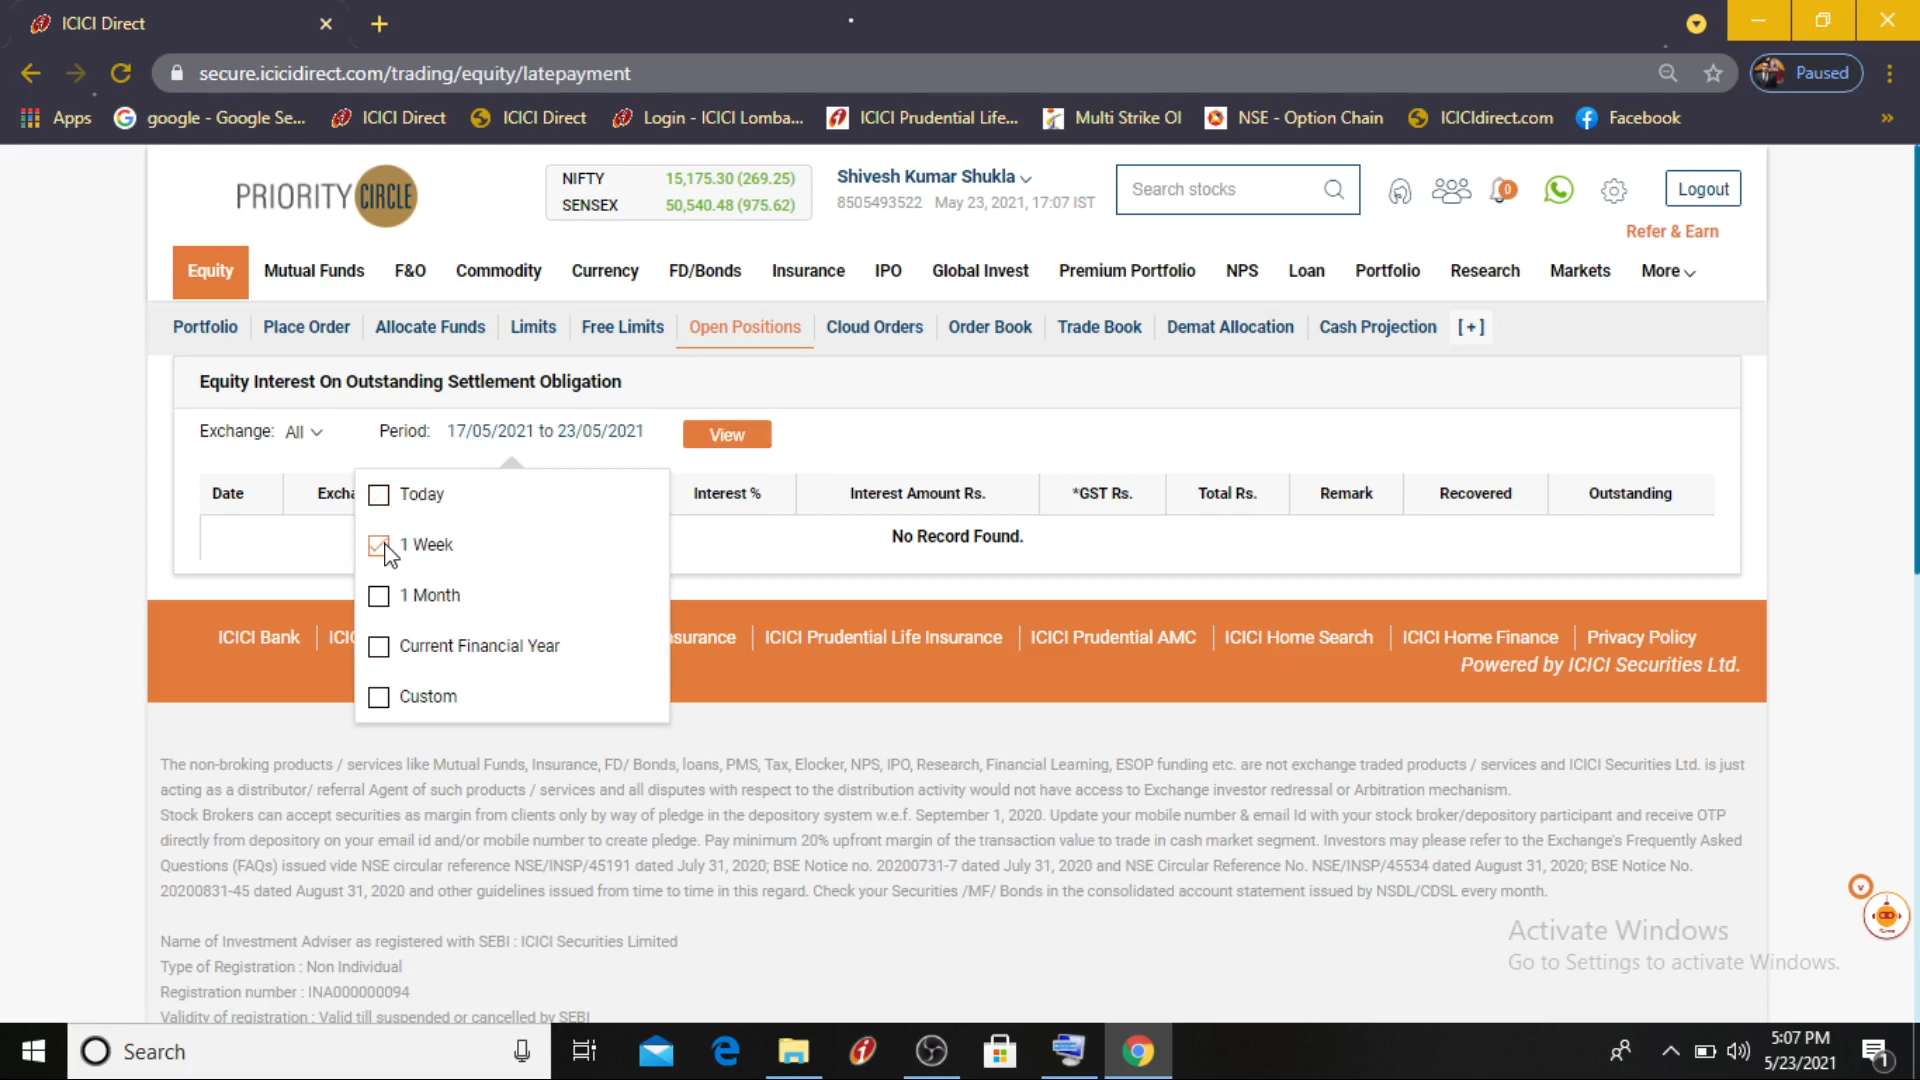 ICICI Direct
secure.icicidirect.com/trading/equity/latepayment
Paused
Apps
google - Google Se...
ICICI Direct
ICICI Direct
Login - ICICI Lomba...
ICICI Prudential Life...
Multi Strike OI
NSE - Option Chain
ICICIdirect.com
Facebook
PRIORITY CIRCLE
NIFTY 15,175.30 (269.25)
SENSEX 50,540.48 (975.62)
Shivesh Kumar Shukla
8505493522 May 23, 2021, 17:07 IST
Search stocks
0
Logout
Refer & Earn
Equity Mutual Funds F&O Commodity Currency FD/Bonds Insurance IPO Global Invest Premium Portfolio NPS Loan Portfolio Research Markets More
Portfolio Place Order Allocate Funds Limits Free Limits Open Positions Cloud Orders Order Book Trade Book Demat Allocation Cash Projection [+]
Equity Interest On Outstanding Settlement Obligation
Exchange: All Period: 17/05/2021 to 23/05/2021 View
Date Excha Interest % Interest Amount Rs. *GST Rs. Total Rs. Remark Recovered Outstanding
No Record Found.
Today
1 Week
1 Month
Current Financial Year
Custom
ICICI Bank ICIC nsurance ICICI Prudential Life Insurance ICICI Prudential AMC ICICI Home Search ICICI Home Finance Privacy Policy
Powered by ICICI Securities Ltd.
The non-broking products / services like Mutual Funds, Insurance, FD/ Bonds, loans, PMS, Tax, Elocker, NPS, IPO, Research, Financial Learning, ESOP funding etc. are not exchange traded products / services and ICICI Securities Ltd. is just
acting as a distributor/ referral Agent of such products / services and all disputes with respect to the distribution activity would not have access to Exchange investor redressal or Arbitration mechanism.
Stock Brokers can accept securities as margin from clients only by way of pledge in the depository system w.e.f. September 1, 2020. Update your mobile number & email Id with your stock broker/depository participant and receive OTP
directly from depository on your email id and/or mobile number to create pledge. Pay minimum 20% upfront margin of the transaction value to trade in cash market segment. Investors may please refer to the Exchange's Frequently Asked
Questions (FAQs) issued vide NSE circular reference NSE/INSP/45191 dated July 31, 2020; BSE Notice no. 20200731-7 dated July 31, 2020 and NSE Circular Reference No. NSE/INSP/45534 dated August 31, 2020; BSE Notice No.
20200831-45 dated August 31, 2020 and other guidelines issued from time to time in this regard. Check your Securities /MF/ Bonds in the consolidated account statement issued by NSDL/CDSL every month.
Name of Investment Adviser as registered with SEBI : ICICI Securities Limited
Type of Registration : Non Individual
Registration number : INA000000094
Validity of registration : Valid till suspended or cancelled by SEBI
Activate Windows
Go to Settings to activate Windows.
Search
5:07 PM
5/23/2021
1